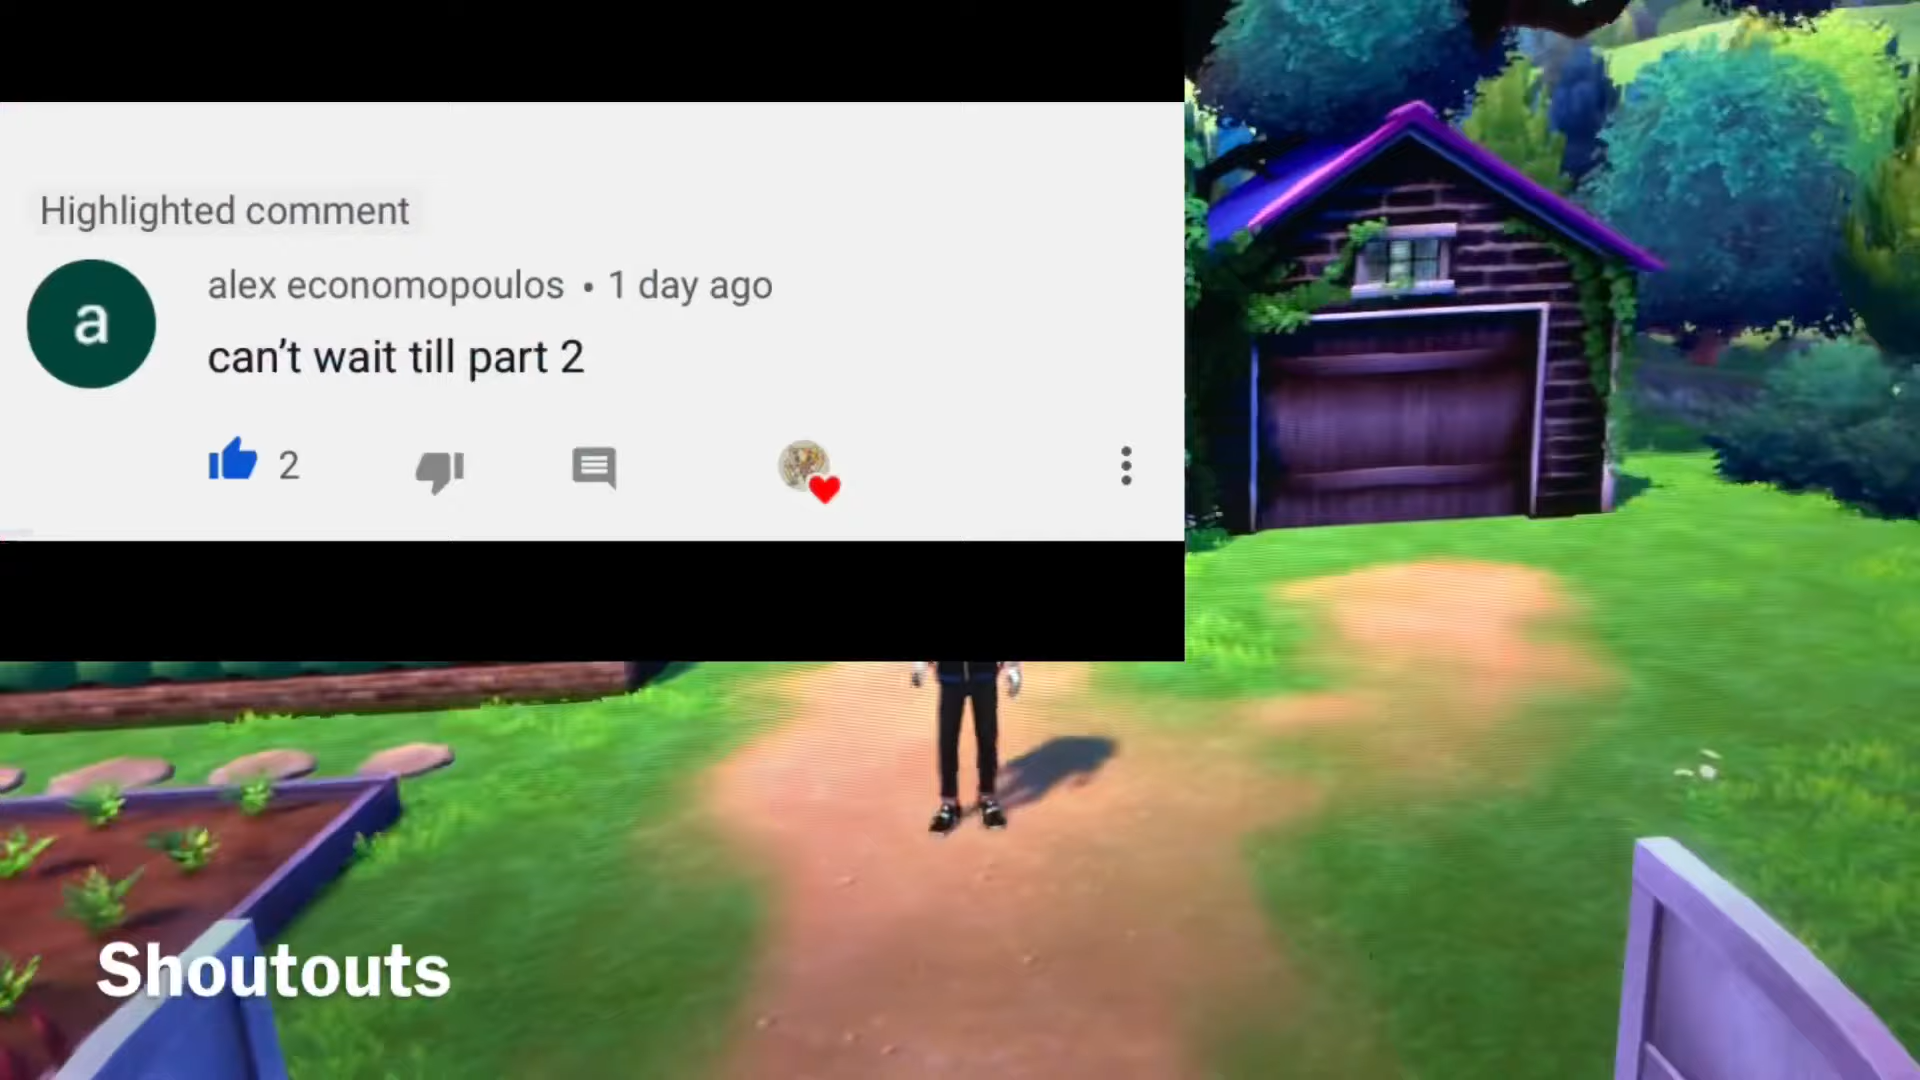 Highlighted comment
a
alex economopoulos • 1 day ago
can't wait till part 2
2
Shoutouts